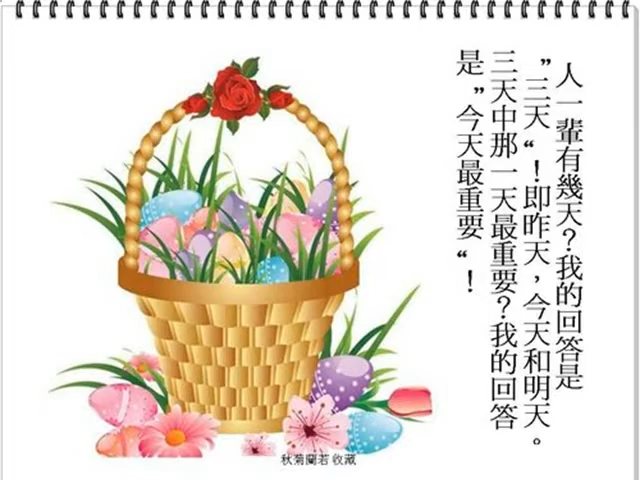 人一輩有幾天?我的回答是
”三天“!即昨天,今天和明天。
三天中那一天最重要?我的回答
是”今天最重要“!
秋菊蘭若 收藏